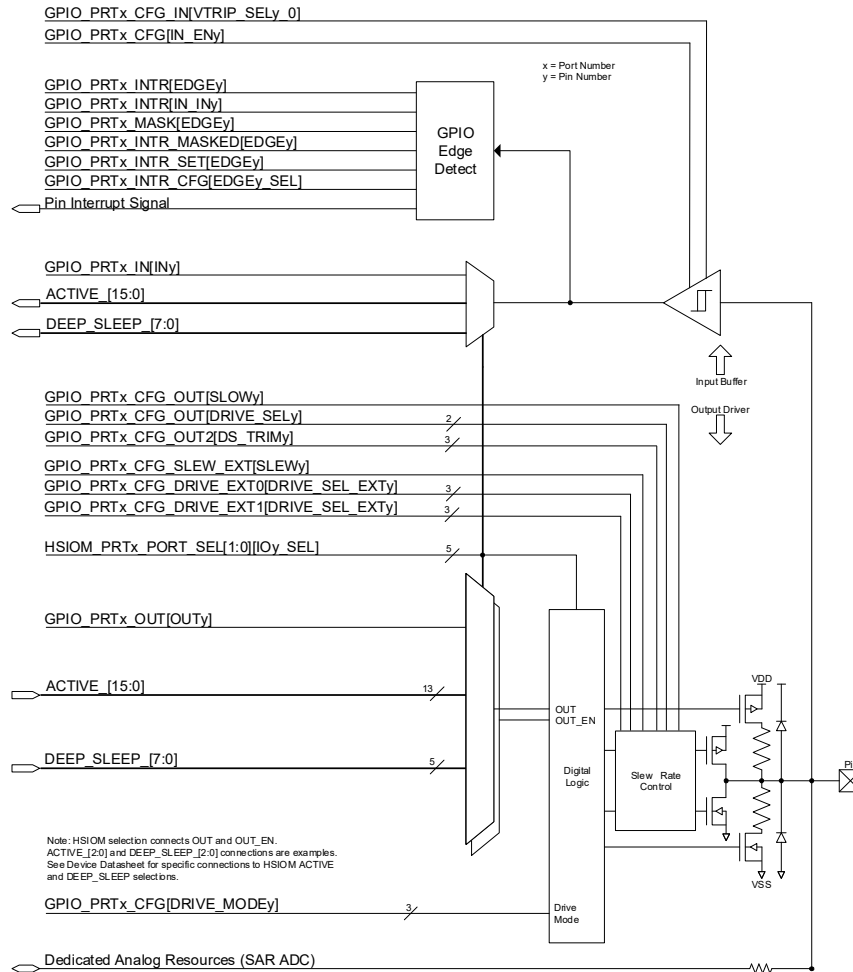 GPIO_PRTx_CFG_IN[VTRIP_SELy_0]
GPIO_PRTx_CFG[IN_ENy]
x = Port Number
y = Pin Number
GPIO_PRTx_INTR[EDGEy]
GPIO_PRTx_INTR[IN_INy]
GPIO_PRTx_MASK[EDGEy]
GPIO_PRTx_INTR_MASKED[EDGEy]
GPIO_PRTx_INTR_SET[EDGEy]
GPIO_PRTx_INTR_CFG[EDGEy_SEL]
Pin Interrupt Signal
GPIO
Edge
Detect
GPIO_PRTx_IN[INy]
ACTIVE_[15:0]
DEEP_SLEEP_[7:0]
Input Buffer
Output Driver
GPIO_PRTx_CFG_OUT[SLOWy]
GPIO_PRTx_CFG_OUT[DRIVE_SELy]
2
GPIO_PRTx_CFG_OUT2[DS_TRIMy]
3
GPIO_PRTx_CFG_SLEW_EXT[SLEWy]
GPIO_PRTx_CFG_DRIVE_EXT0[DRIVE_SEL_EXTy]
3
GPIO_PRTx_CFG_DRIVE_EXT1[DRIVE_SEL_EXTy]
3
HSIOM_PRTx_PORT_SEL[1:0][IOy_SEL]
5
GPIO_PRTx_OUT[OUTy]
ACTIVE_[15:0]
13
DEEP_SLEEP_[7:0]
5
OUT
OUT_EN
Digital
Logic
Drive
Mode
Slew Rate
Control
VDD
VSS
Pi
Note: HSIOM selection connects OUT and OUT_EN.
ACTIVE_[2:0] and DEEP_SLEEP_[2:0] connections are examples.
See Device Datasheet for specific connections to HSIOM ACTIVE
and DEEP_SLEEP selections.
GPIO_PRTx_CFG[DRIVE_MODEy]
3
Dedicated Analog Resources (SAR ADC)